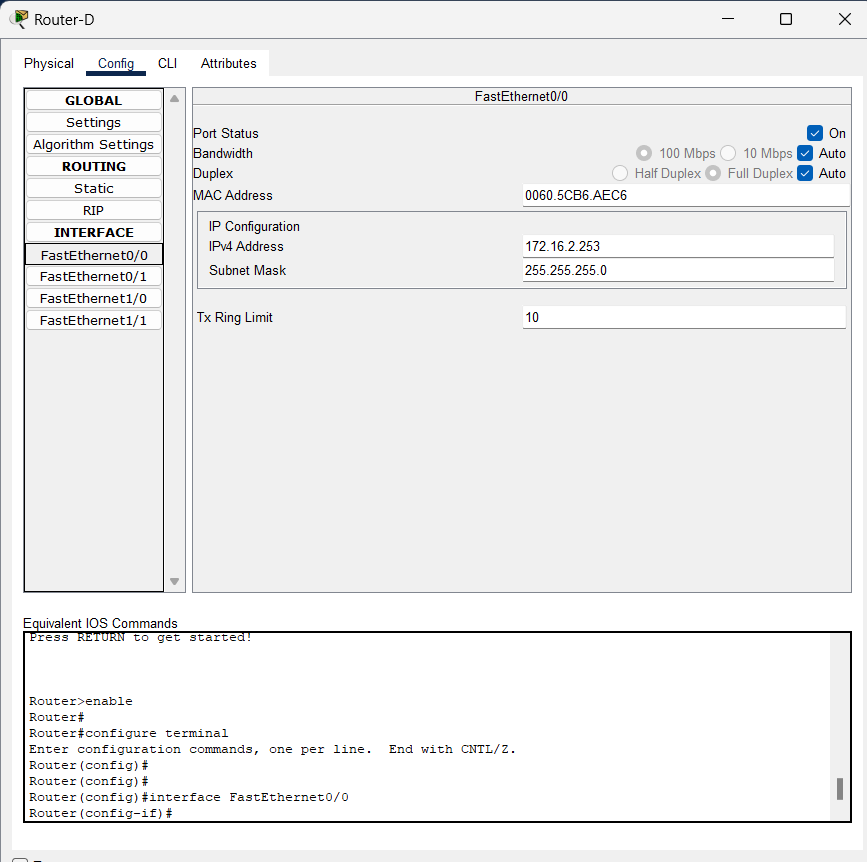 Router-D
Physical Config CLI Attributes
GLOBAL
Settings
Algorithm Settings
ROUTING
Static
RIP
INTERFACE
FastEthernet0/0
FastEthernet0/1
FastEthernet1/0
FastEthernet1/1
FastEthernet0/0
Port Status On
Bandwidth 100 Mbps 10 Mbps Auto
Duplex Half Duplex Full Duplex Auto
MAC Address 0060.5CB6.AEC6
IP Configuration
IPv4 Address 172.16.2.253
Subnet Mask 255.255.255.0
Tx Ring Limit 10
Equivalent IOS Commands
Press RETURN to get started!
Router>enable
Router#
Router#configure terminal
Enter configuration commands, one per line.  End with CNTL/Z.
Router(config)#
Router(config)#
Router(config)#interface FastEthernet0/0
Router(config-if)#